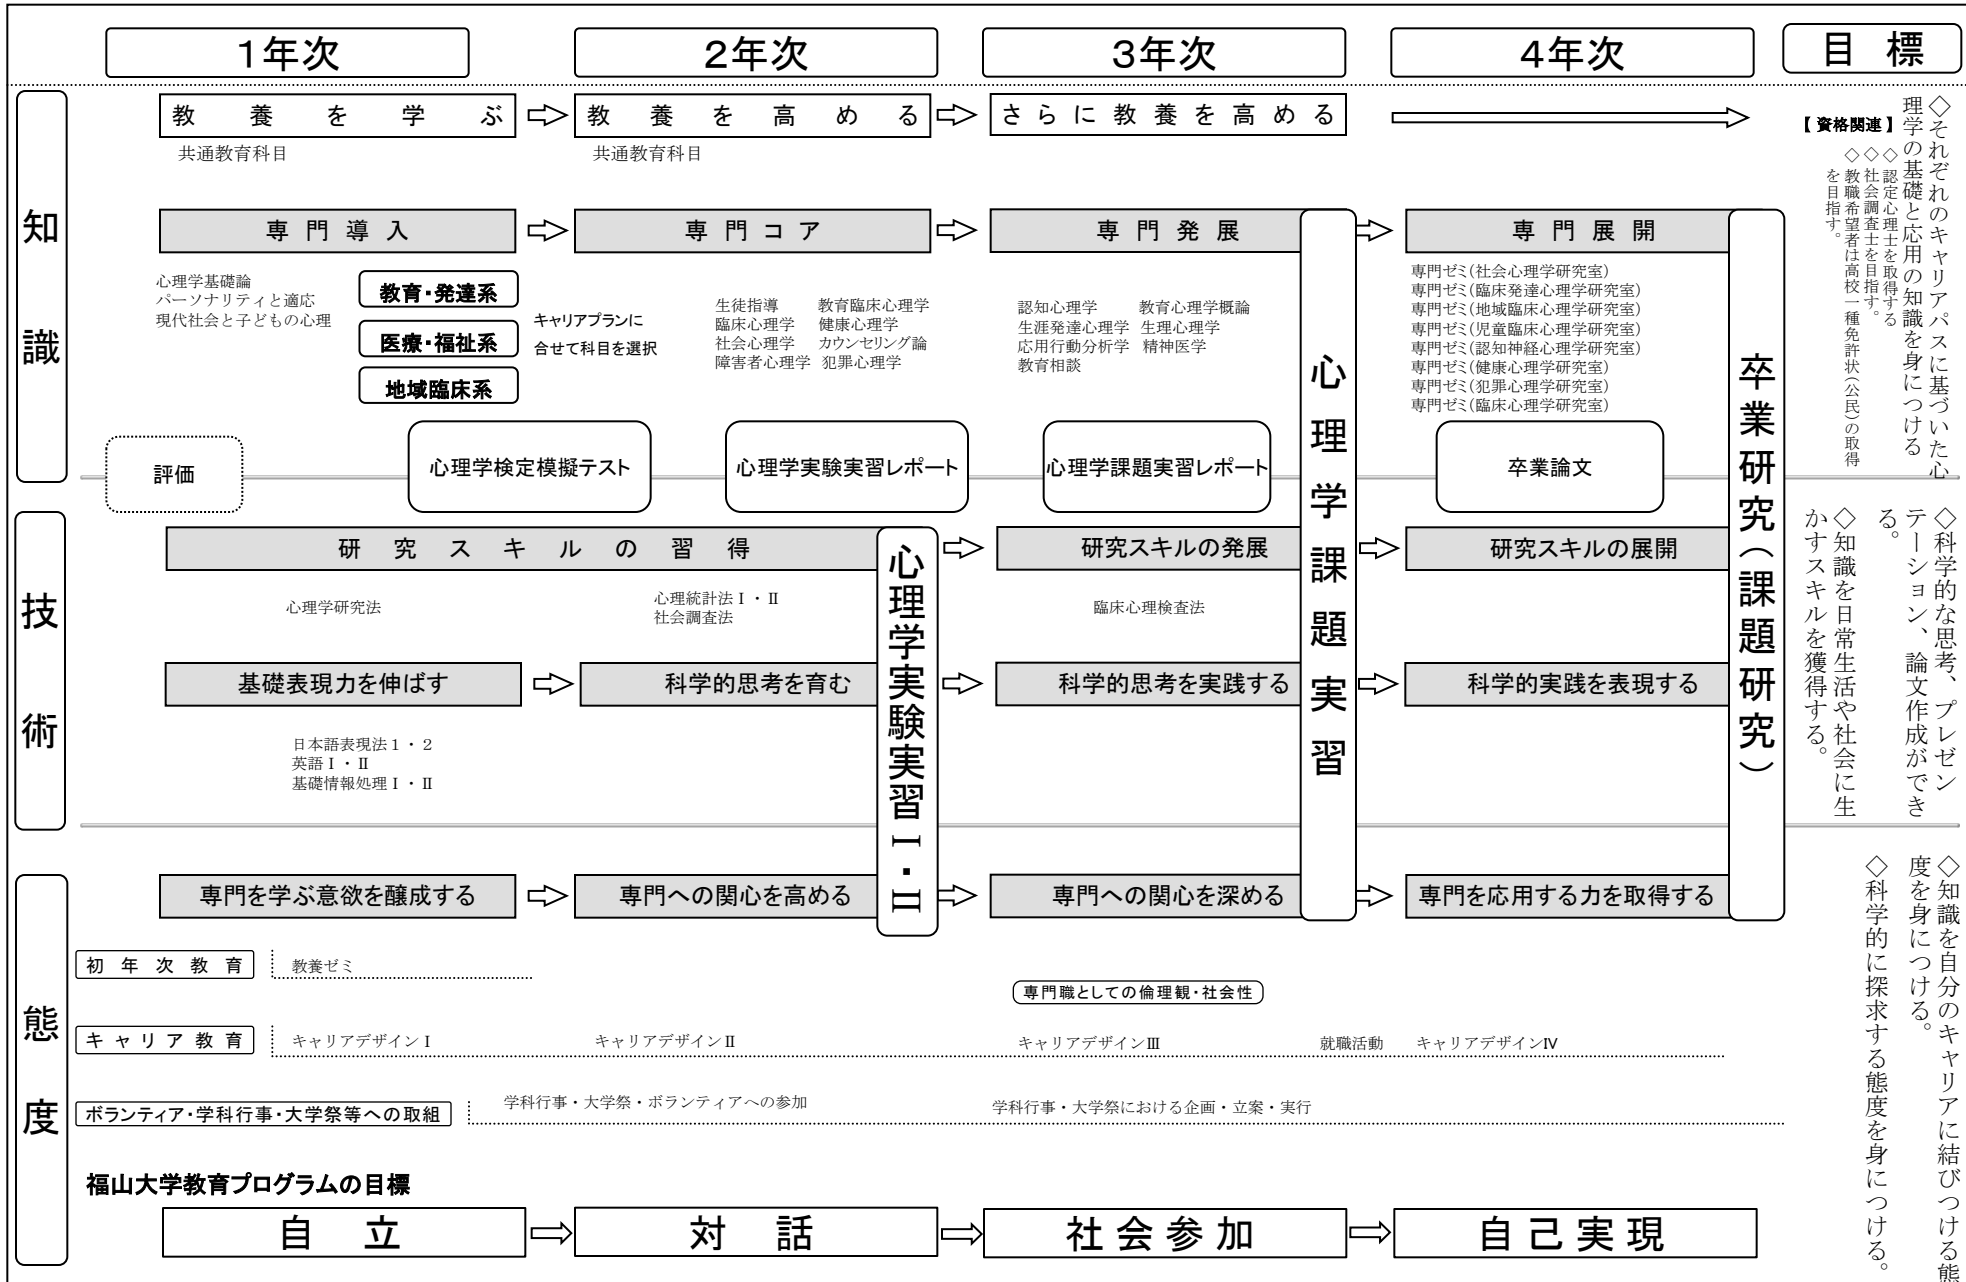 1年次
2年次
3年次
4年次
目 標
知 識
教 養 を 学 ぶ
教 養 を 高 め る
さ ら に 教 養 を 高 め る
共通教育科目
共通教育科目
専 門 導 入
専 門 コ ア
専 門 発 展
専 門 展 開
心理学基礎論
パーソナリティと適応
現代社会と子どもの心理
教育・発達系
医療・福祉系
地域臨床系
キャリアプランに
合せて科目を選択
生徒指導 教育臨床心理学
臨床心理学 健康心理学
社会心理学 カウンセリング論
障害者心理学 犯罪心理学
認知心理学 教育心理学概論
生涯発達心理学 生理心理学
応用行動分析学 精神医学
教育相談
専門ゼミ(社会心理学研究室)
専門ゼミ(臨床発達心理学研究室)
専門ゼミ(地域臨床心理学研究室)
専門ゼミ(児童臨床心理学研究室)
専門ゼミ(認知神経心理学研究室)
専門ゼミ(健康心理学研究室)
専門ゼミ(犯罪心理学研究室)
専門ゼミ(臨床心理学研究室)
◇それぞれのキャリアパスに基づいた心
理学の基礎と応用の知識を身につける
【 資格関連 】
◇認定心理士を取得する
◇社会調査士を目指す。
◇教職希望者は高校一種免許状(公民)の取得
を目指す。
評価
心理学検定模擬テスト
心理学実験実習レポート
心理学課題実習レポート
卒業論文
心理学実験実習Ⅰ・Ⅱ
心理学課題実習
卒業研究(課題研究)
技 術
研 究 ス キ ル の 習 得
研究スキルの発展
研究スキルの展開
心理学研究法
心理統計法Ⅰ・Ⅱ
社会調査法
臨床心理検査法
基礎表現力を伸ばす
科学的思考を育む
科学的思考を実践する
科学的実践を表現する
日本語表現法1・2
英語Ⅰ・Ⅱ
基礎情報処理Ⅰ・Ⅱ
◇科学的な思考、プレゼン
テーション、論文作成ができ
る。
◇知識を日常生活や社会に生
かすスキルを獲得する。
態 度
専門を学ぶ意欲を醸成する
専門への関心を高める
専門への関心を深める
専門を応用する力を取得する
初 年 次 教 育
教養ゼミ
専門職としての倫理観・社会性
キ ャ リ ア 教 育
キャリアデザインⅠ
キャリアデザインⅡ
キャリアデザインⅢ
就職活動
キャリアデザインⅣ
ボランティア・学科行事・大学祭等への取組
学科行事・大学祭・ボランティアへの参加
学科行事・大学祭における企画・立案・実行
◇知識を自分のキャリアに結びつける態
度を身につける。
◇科学的に探求する態度を身につける。
福山大学教育プログラムの目標
自 立
対 話
社 会 参 加
自 己 実 現